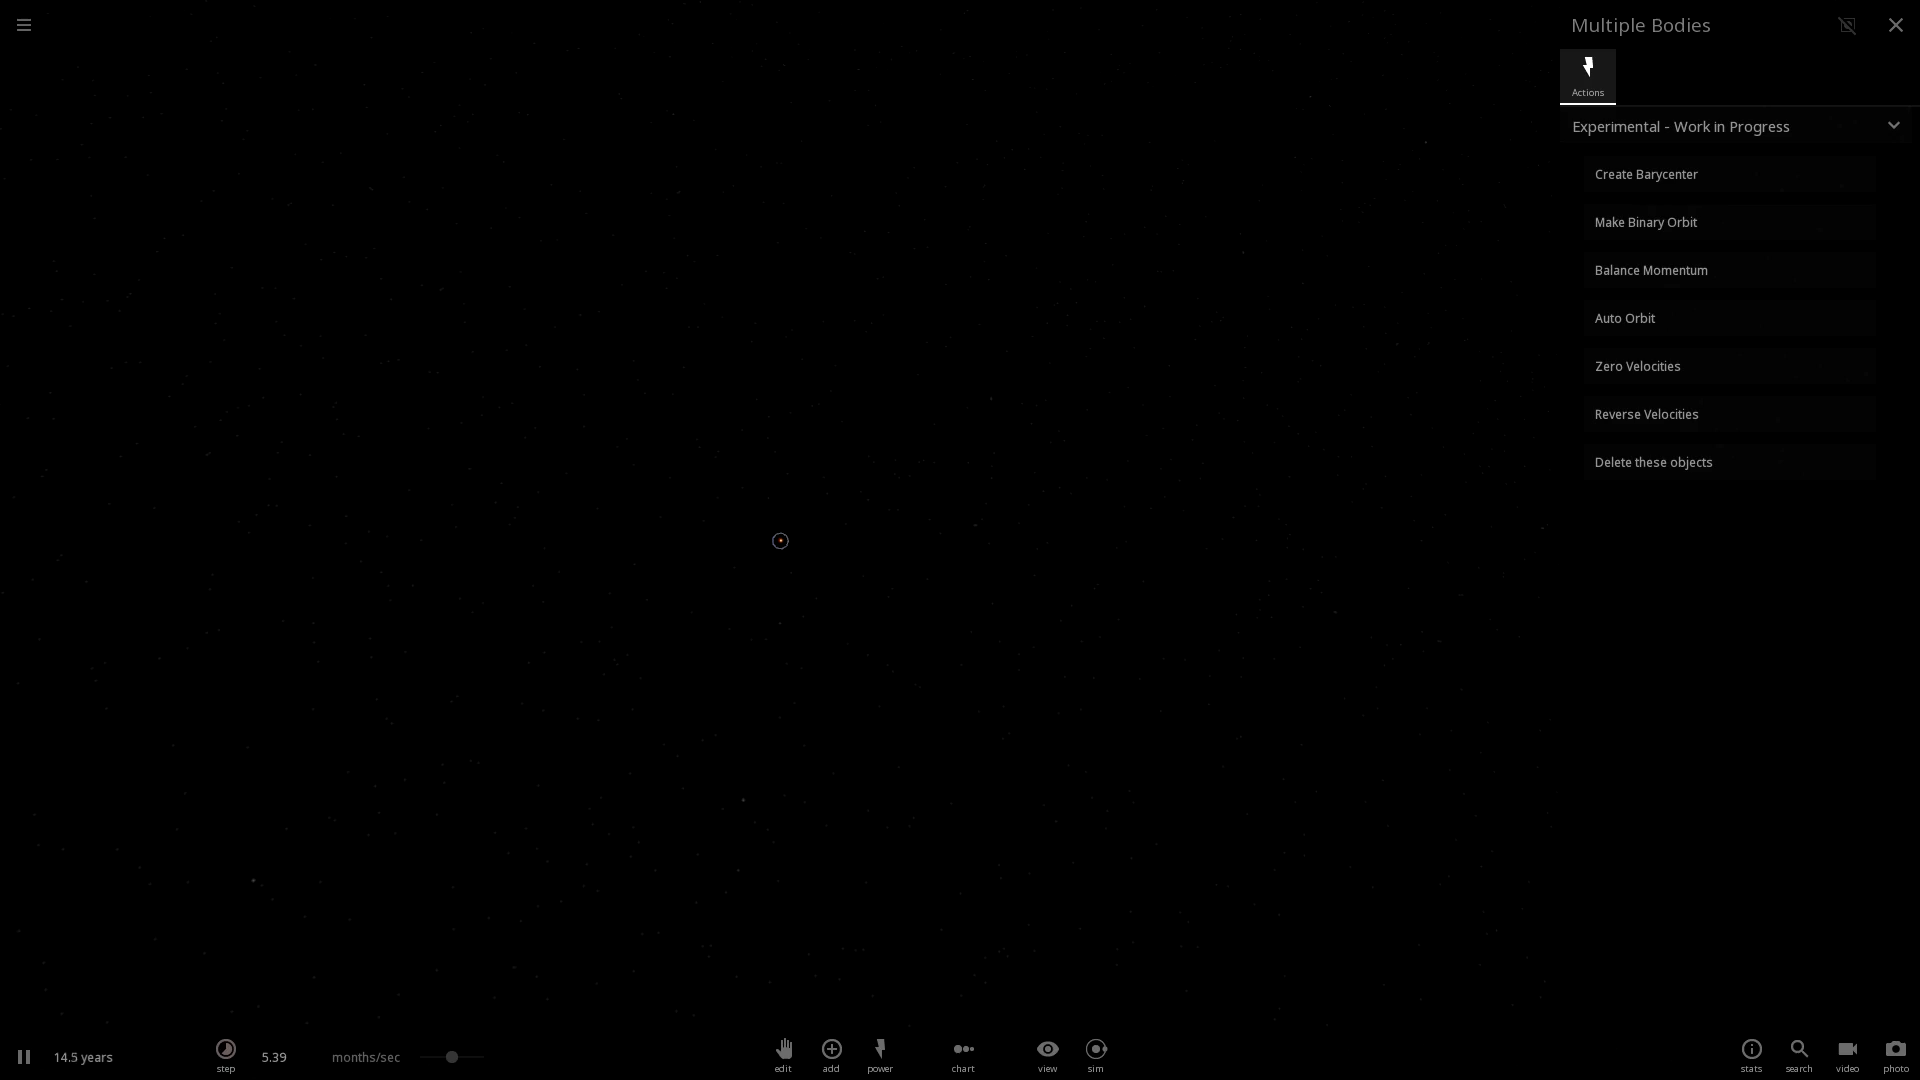 Multiple Bodies
Actions
Experimental - Work in Progress
Create Barycenter
Make Binary Orbit
Balance Momentum
Auto Orbit
Zero Velocities
Reverse Velocities
Delete these objects
14.5 years
step
5.39
months/sec
edit
add
power
chart
view
sim
stats
search
video
photo